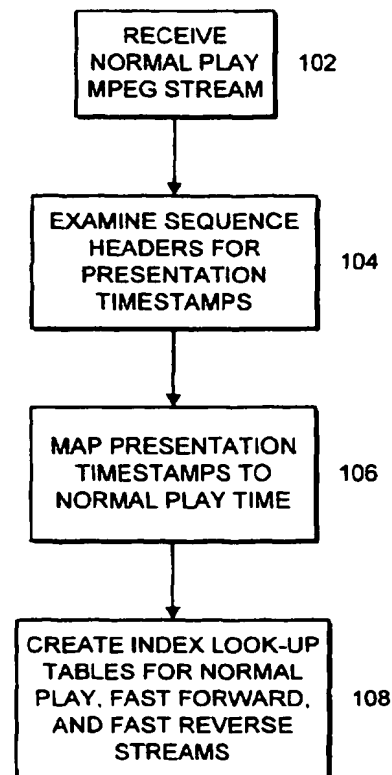 RECEIVE
NORMAL PLAY
MPEG STREAM
102
EXAMINE SEQUENCE
HEADERS FOR
PRESENTATION
TIMESTAMPS
104
MAP PRESENTATION
TIMESTAMPS TO
NORMAL PLAY TIME
106
CREATE INDEX LOOK-UP
TABLES FOR NORMAL
PLAY, FAST FORWARD,
AND FAST REVERSE
STREAMS
108